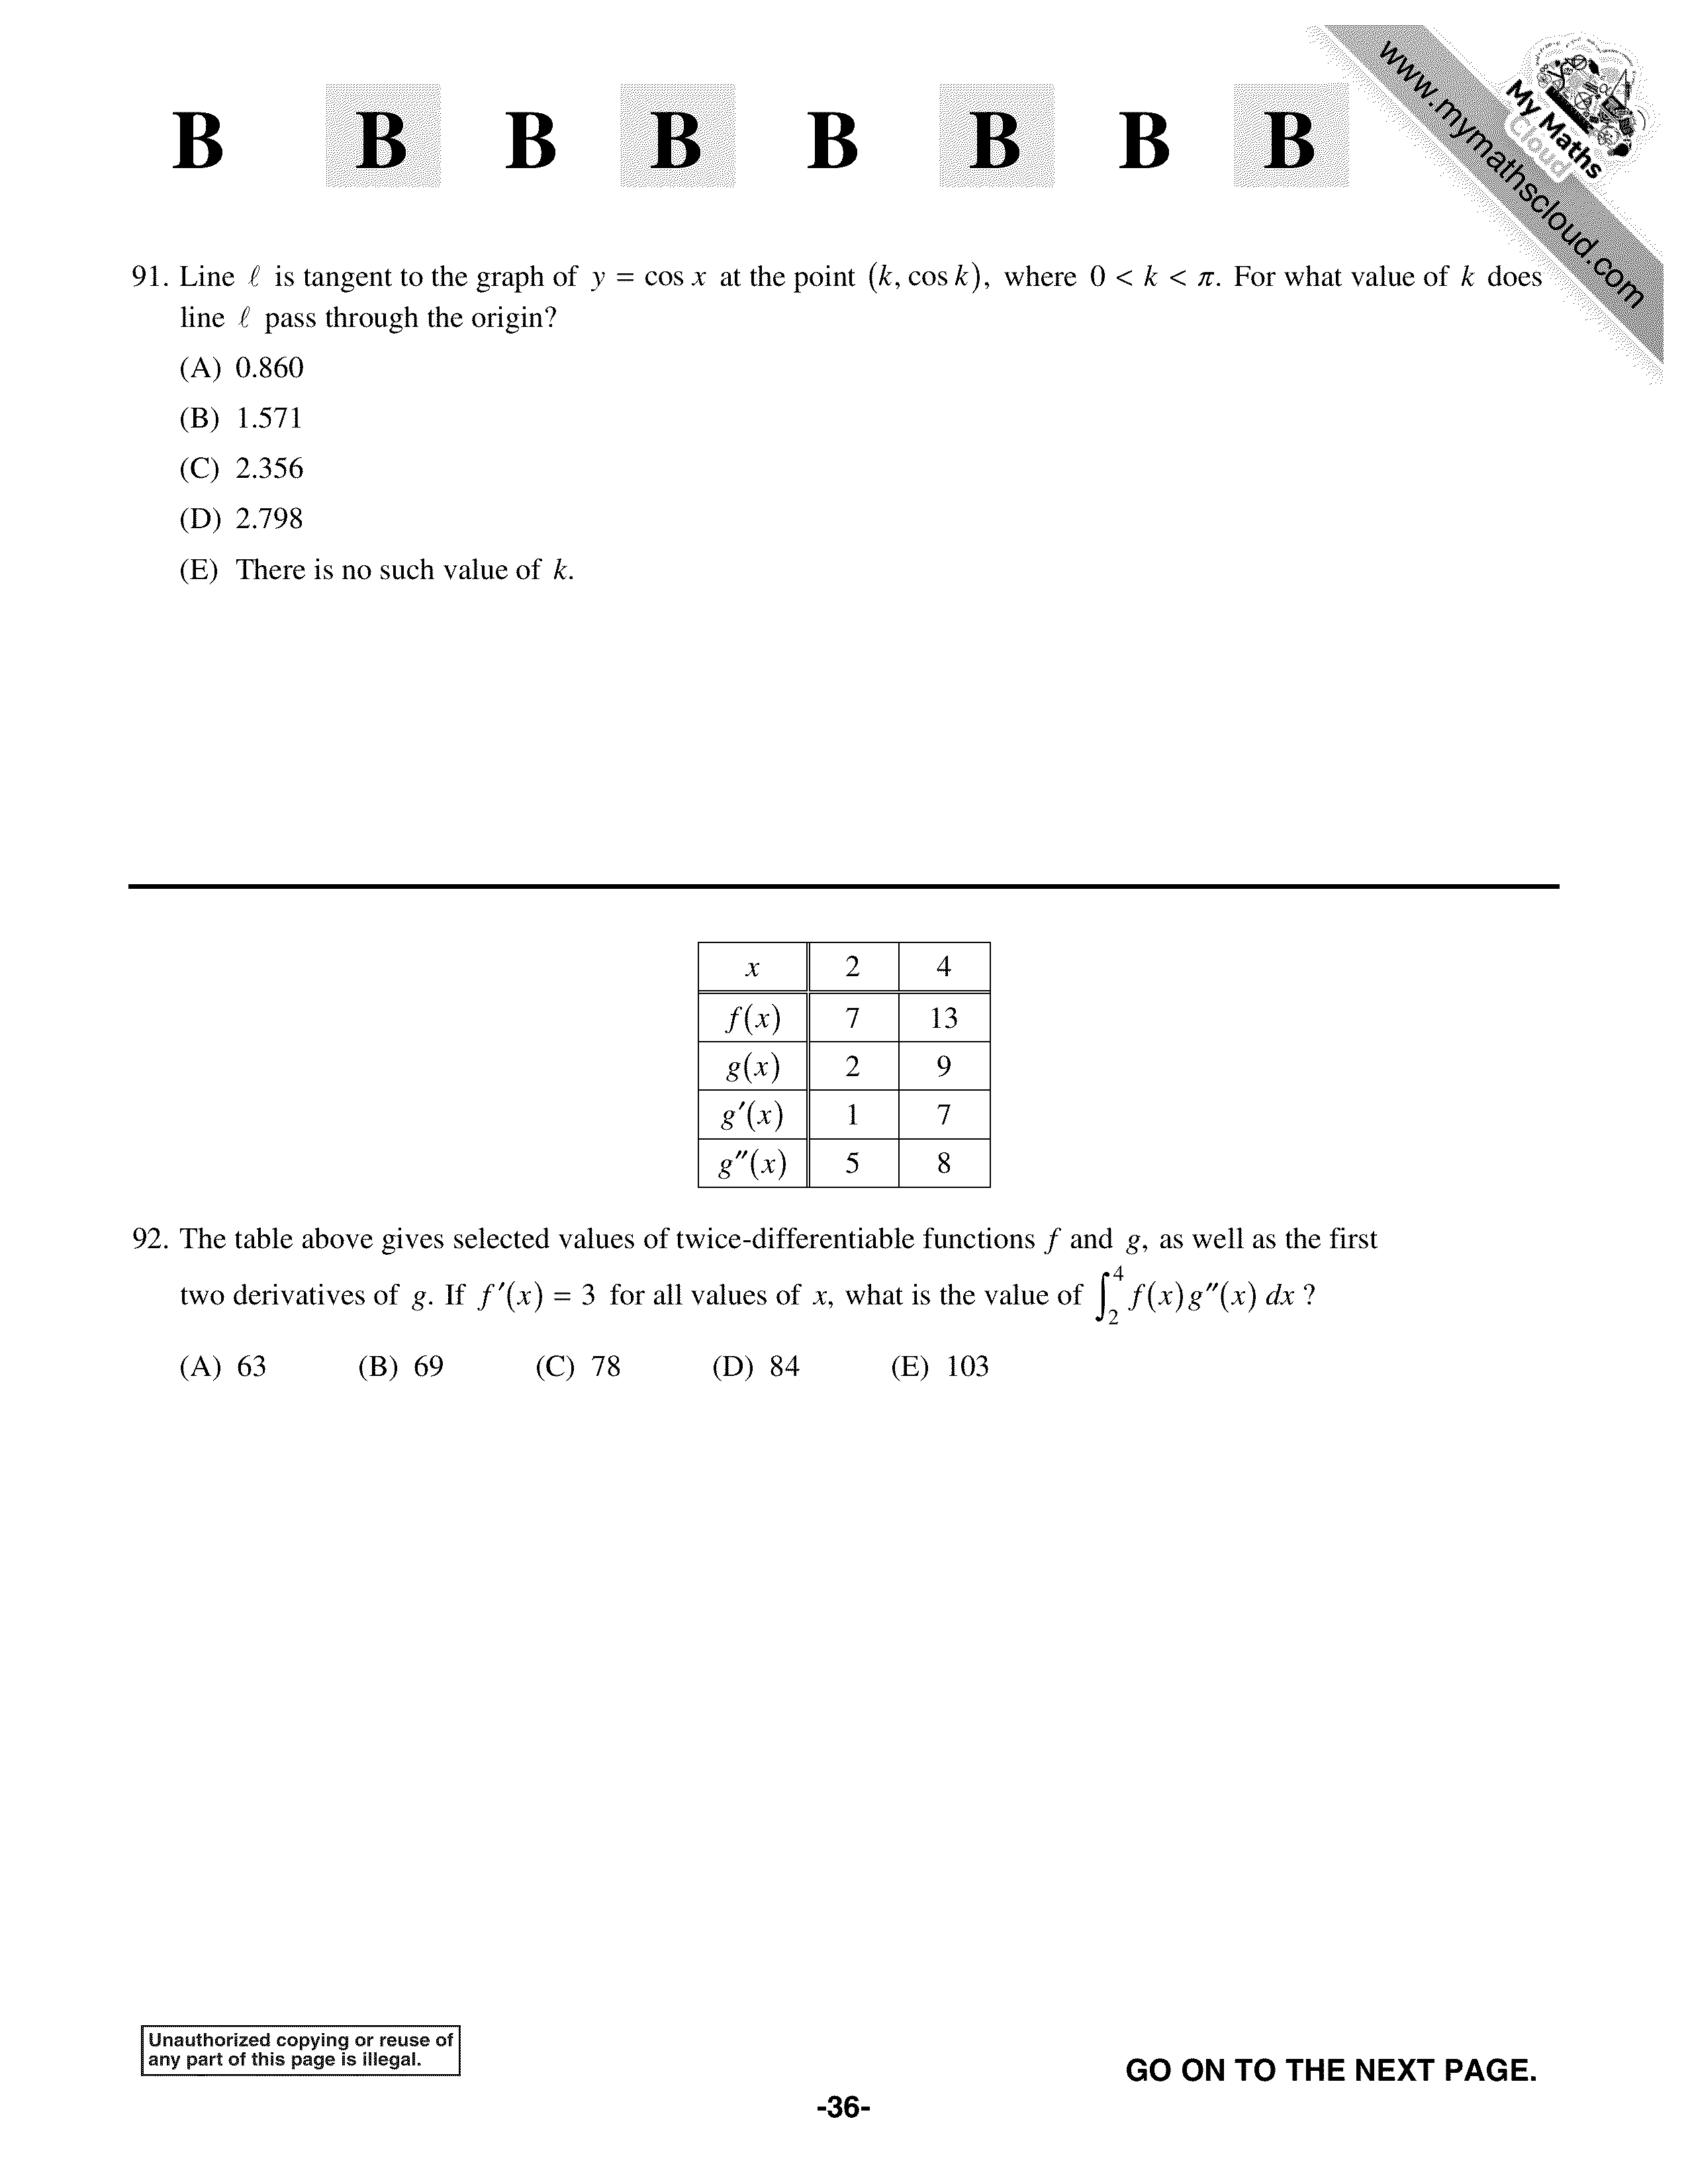 B B B B B B B B
www.mymathscloud.com
My Maths
Cloud
91. Line ℓ is tangent to the graph of y = cos x at the point (k, cos k), where 0 < k < π. For what value of k does
line ℓ pass through the origin?
(A) 0.860
(B) 1.571
(C) 2.356
(D) 2.798
(E) There is no such value of k.
x 2 4
f(x) 7 13
g(x) 2 9
g′(x) 1 7
g″(x) 5 8
92. The table above gives selected values of twice-differentiable functions f and g, as well as the first
two derivatives of g. If f′(x) = 3 for all values of x, what is the value of ∫₂⁴ f(x)g″(x) dx ?
(A) 63 (B) 69 (C) 78 (D) 84 (E) 103
Unauthorized copying or reuse of
any part of this page is illegal.
GO ON TO THE NEXT PAGE.
-36-